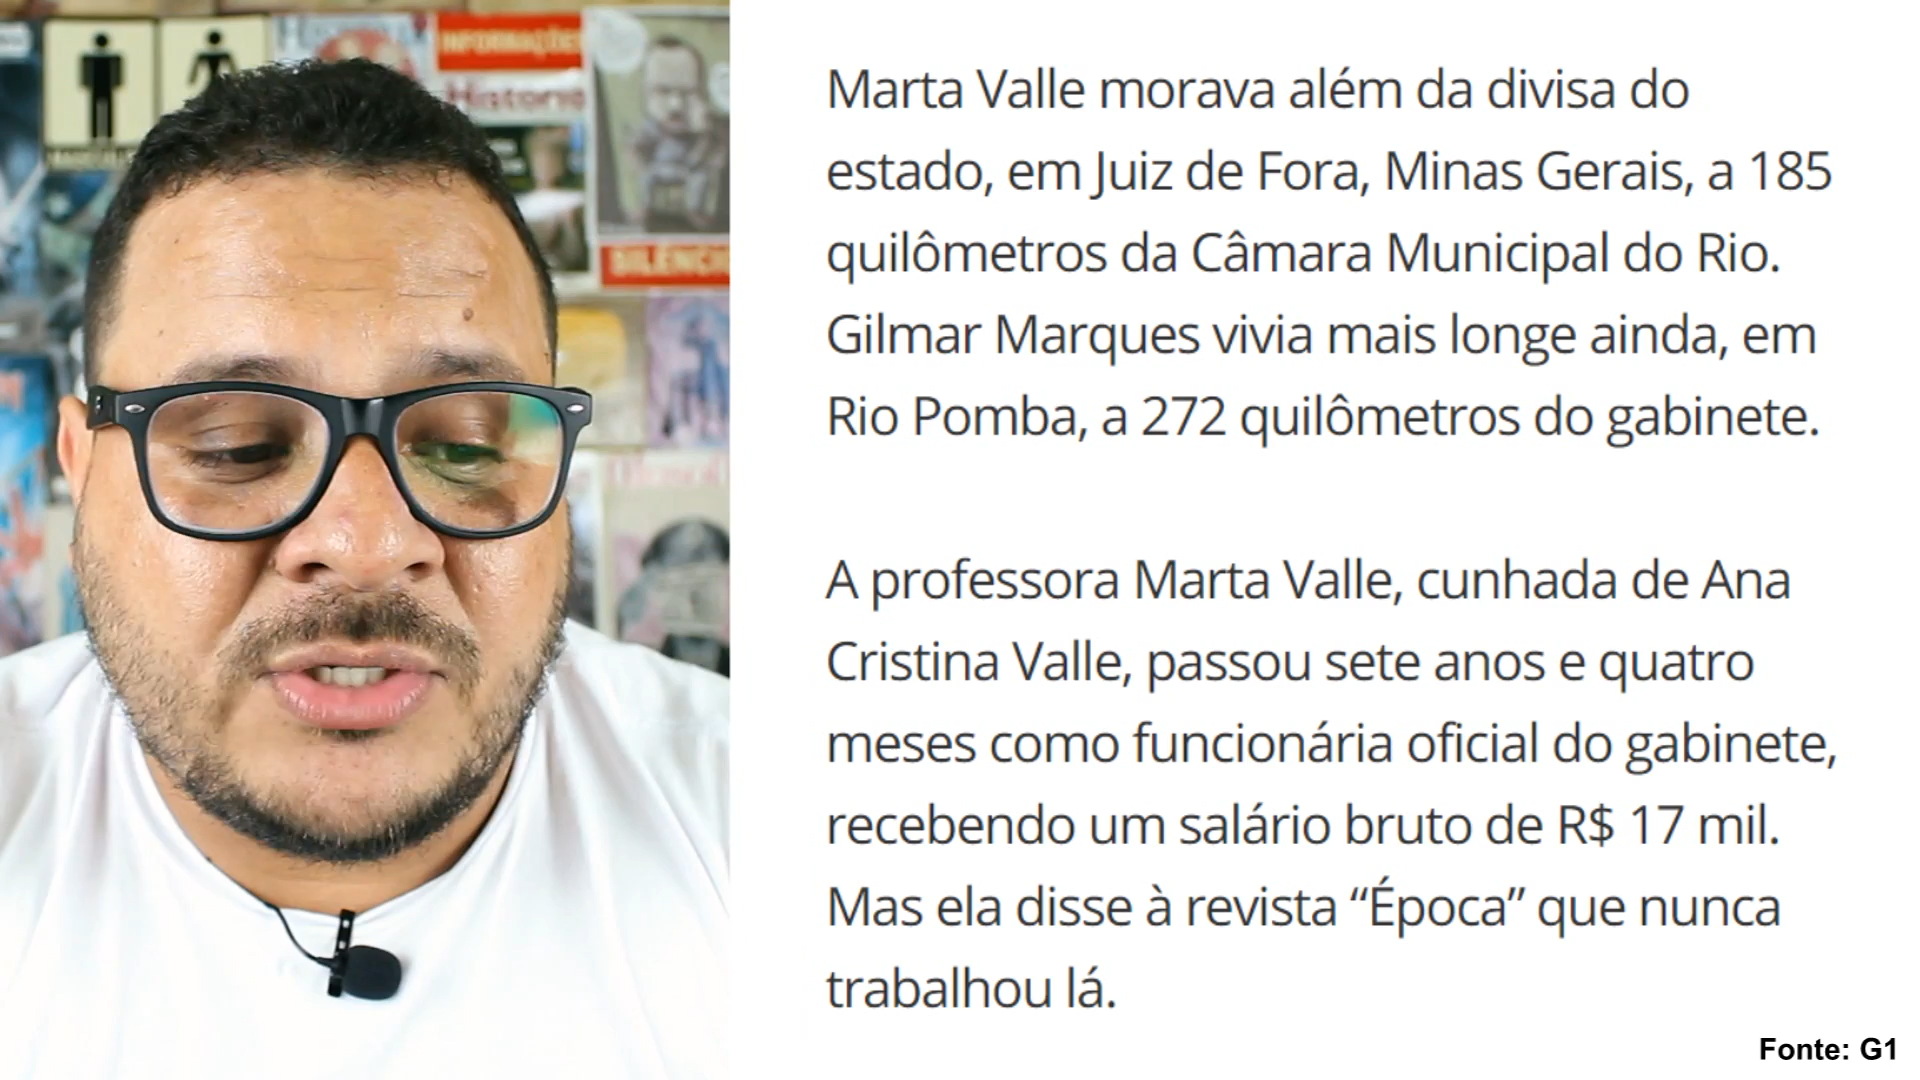 INFORMAÇÕES
Historia
SILÊNCIO
Marta Valle morava além da divisa do
estado, em Juiz de Fora, Minas Gerais, a 185
quilômetros da Câmara Municipal do Rio.
Gilmar Marques vivia mais longe ainda, em
Rio Pomba, a 272 quilômetros do gabinete.
A professora Marta Valle, cunhada de Ana
Cristina Valle, passou sete anos e quatro
meses como funcionária oficial do gabinete,
recebendo um salário bruto de R$ 17 mil.
Mas ela disse à revista “Época” que nunca
trabalhou lá.
Fonte: G1